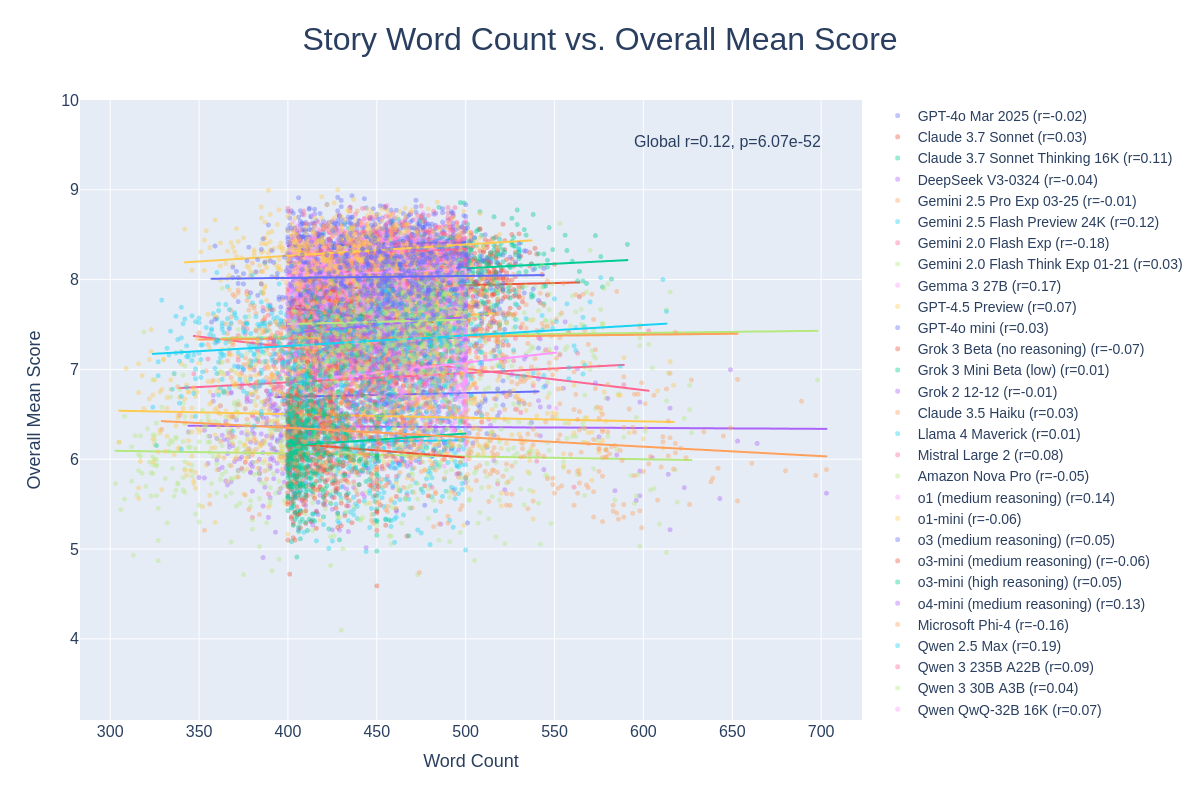 Story Word Count vs. Overall Mean Score
Overall Mean Score
10
9
8
7
6
5
4
Global r=0.12, p=6.07e-52
300 350 400 450 500 550 600 650 700
Word Count
GPT-4o Mar 2025 (r=-0.02)
Claude 3.7 Sonnet (r=0.03)
Claude 3.7 Sonnet Thinking 16K (r=0.11)
DeepSeek V3-0324 (r=-0.04)
Gemini 2.5 Pro Exp 03-25 (r=-0.01)
Gemini 2.5 Flash Preview 24K (r=0.12)
Gemini 2.0 Flash Exp (r=-0.18)
Gemini 2.0 Flash Think Exp 01-21 (r=0.03)
Gemma 3 27B (r=0.17)
GPT-4.5 Preview (r=0.07)
GPT-4o mini (r=0.03)
Grok 3 Beta (no reasoning) (r=-0.07)
Grok 3 Mini Beta (low) (r=0.01)
Grok 2 12-12 (r=-0.01)
Claude 3.5 Haiku (r=0.03)
Llama 4 Maverick (r=0.01)
Mistral Large 2 (r=0.08)
Amazon Nova Pro (r=-0.05)
o1 (medium reasoning) (r=0.14)
o1-mini (r=-0.06)
o3 (medium reasoning) (r=0.05)
o3-mini (medium reasoning) (r=-0.06)
o3-mini (high reasoning) (r=0.05)
o4-mini (medium reasoning) (r=0.13)
Microsoft Phi-4 (r=-0.16)
Qwen 2.5 Max (r=0.19)
Qwen 3 235B A22B (r=0.09)
Qwen 3 30B A3B (r=0.04)
Qwen QwQ-32B 16K (r=0.07)